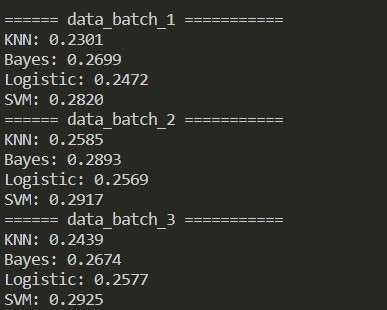 ====== data_batch_1 ===========
KNN: 0.2301
Bayes: 0.2699
Logistic: 0.2472
SVM: 0.2820
====== data_batch_2 ===========
KNN: 0.2585
Bayes: 0.2893
Logistic: 0.2569
SVM: 0.2917
====== data_batch_3 ===========
KNN: 0.2439
Bayes: 0.2674
Logistic: 0.2577
SVM: 0.2925